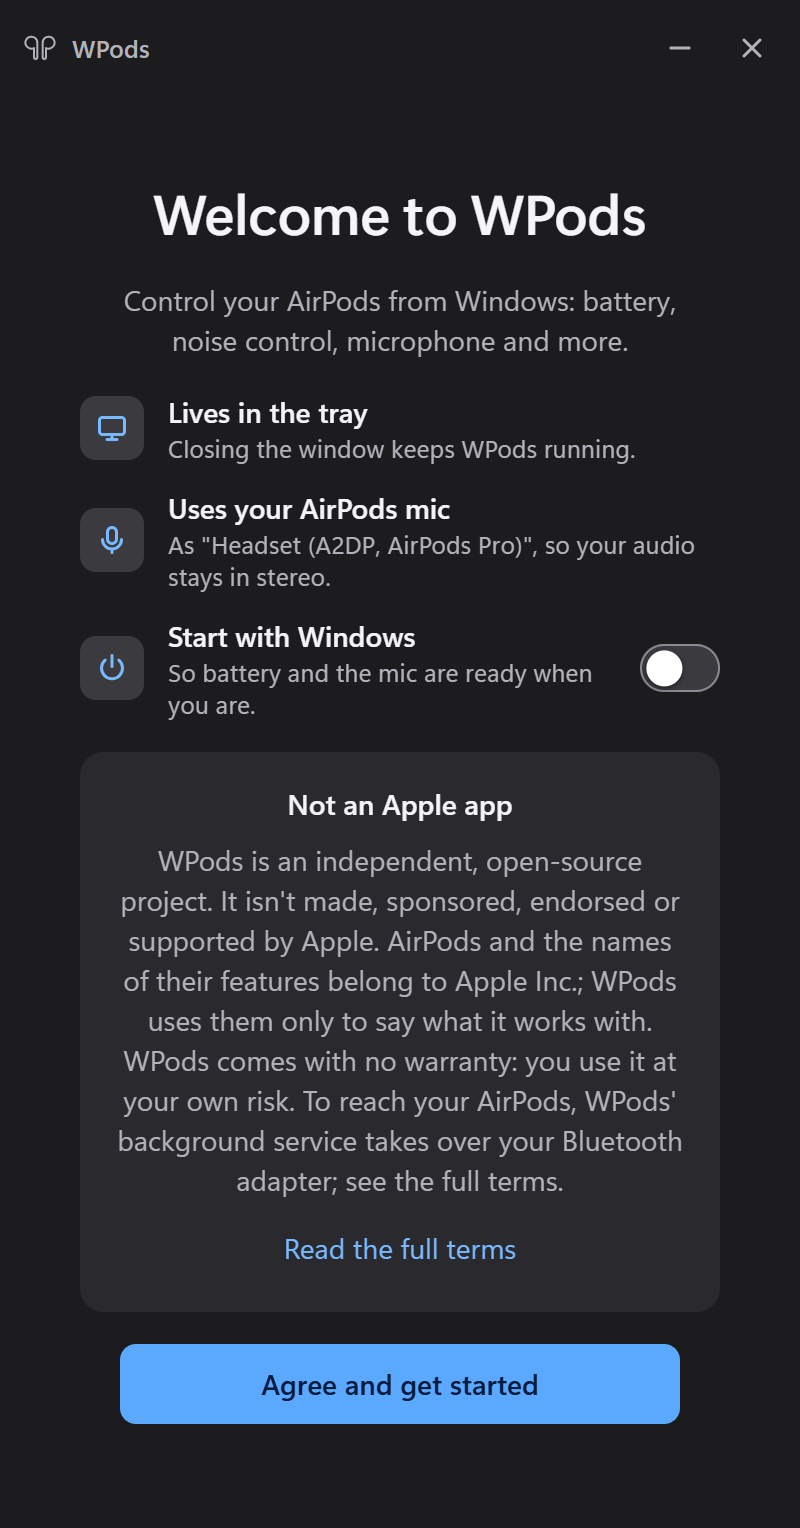 WPods
Welcome to WPods
Control your AirPods from Windows: battery,
noise control, microphone and more.
Lives in the tray
Closing the window keeps WPods running.
Uses your AirPods mic
As "Headset (A2DP, AirPods Pro)", so your audio
stays in stereo.
Start with Windows
So battery and the mic are ready when
you are.
Not an Apple app
WPods is an independent, open-source
project. It isn't made, sponsored, endorsed or
supported by Apple. AirPods and the names
of their features belong to Apple Inc.; WPods
uses them only to say what it works with.
WPods comes with no warranty: you use it at
your own risk. To reach your AirPods, WPods'
background service takes over your Bluetooth
adapter; see the full terms.
Read the full terms
Agree and get started